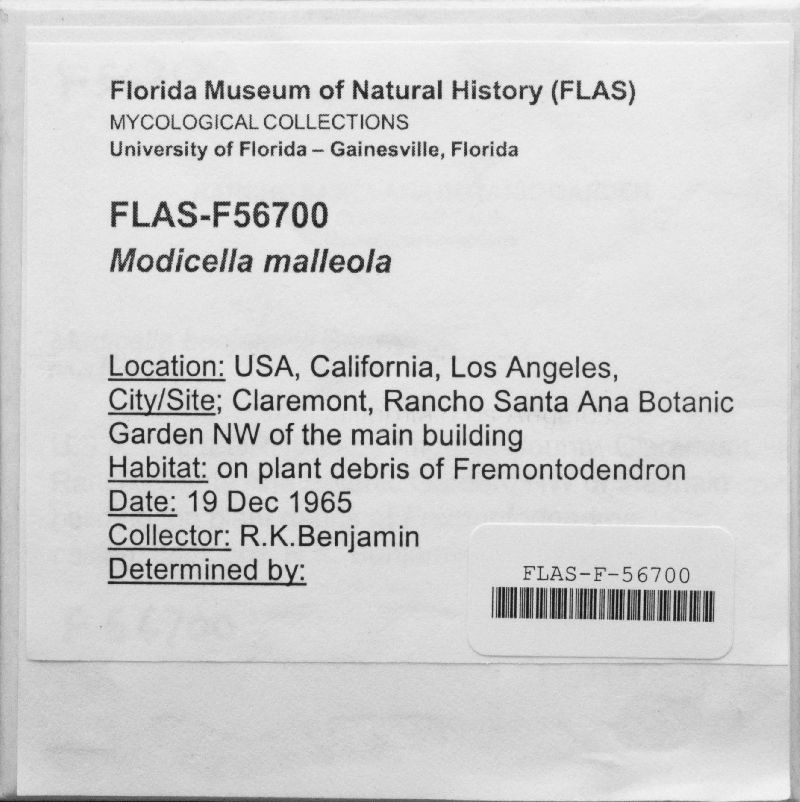 Florida Museum of Natural History (FLAS)
MYCOLOGICAL COLLECTIONS
University of Florida – Gainesville, Florida
FLAS-F56700
Modicella malleola
Location: USA, California, Los Angeles,
City/Site; Claremont, Rancho Santa Ana Botanic
Garden NW of the main building
Habitat: on plant debris of Fremontodendron
Date: 19 Dec 1965
Collector: R.K.Benjamin
Determined by:
FLAS-F-56700